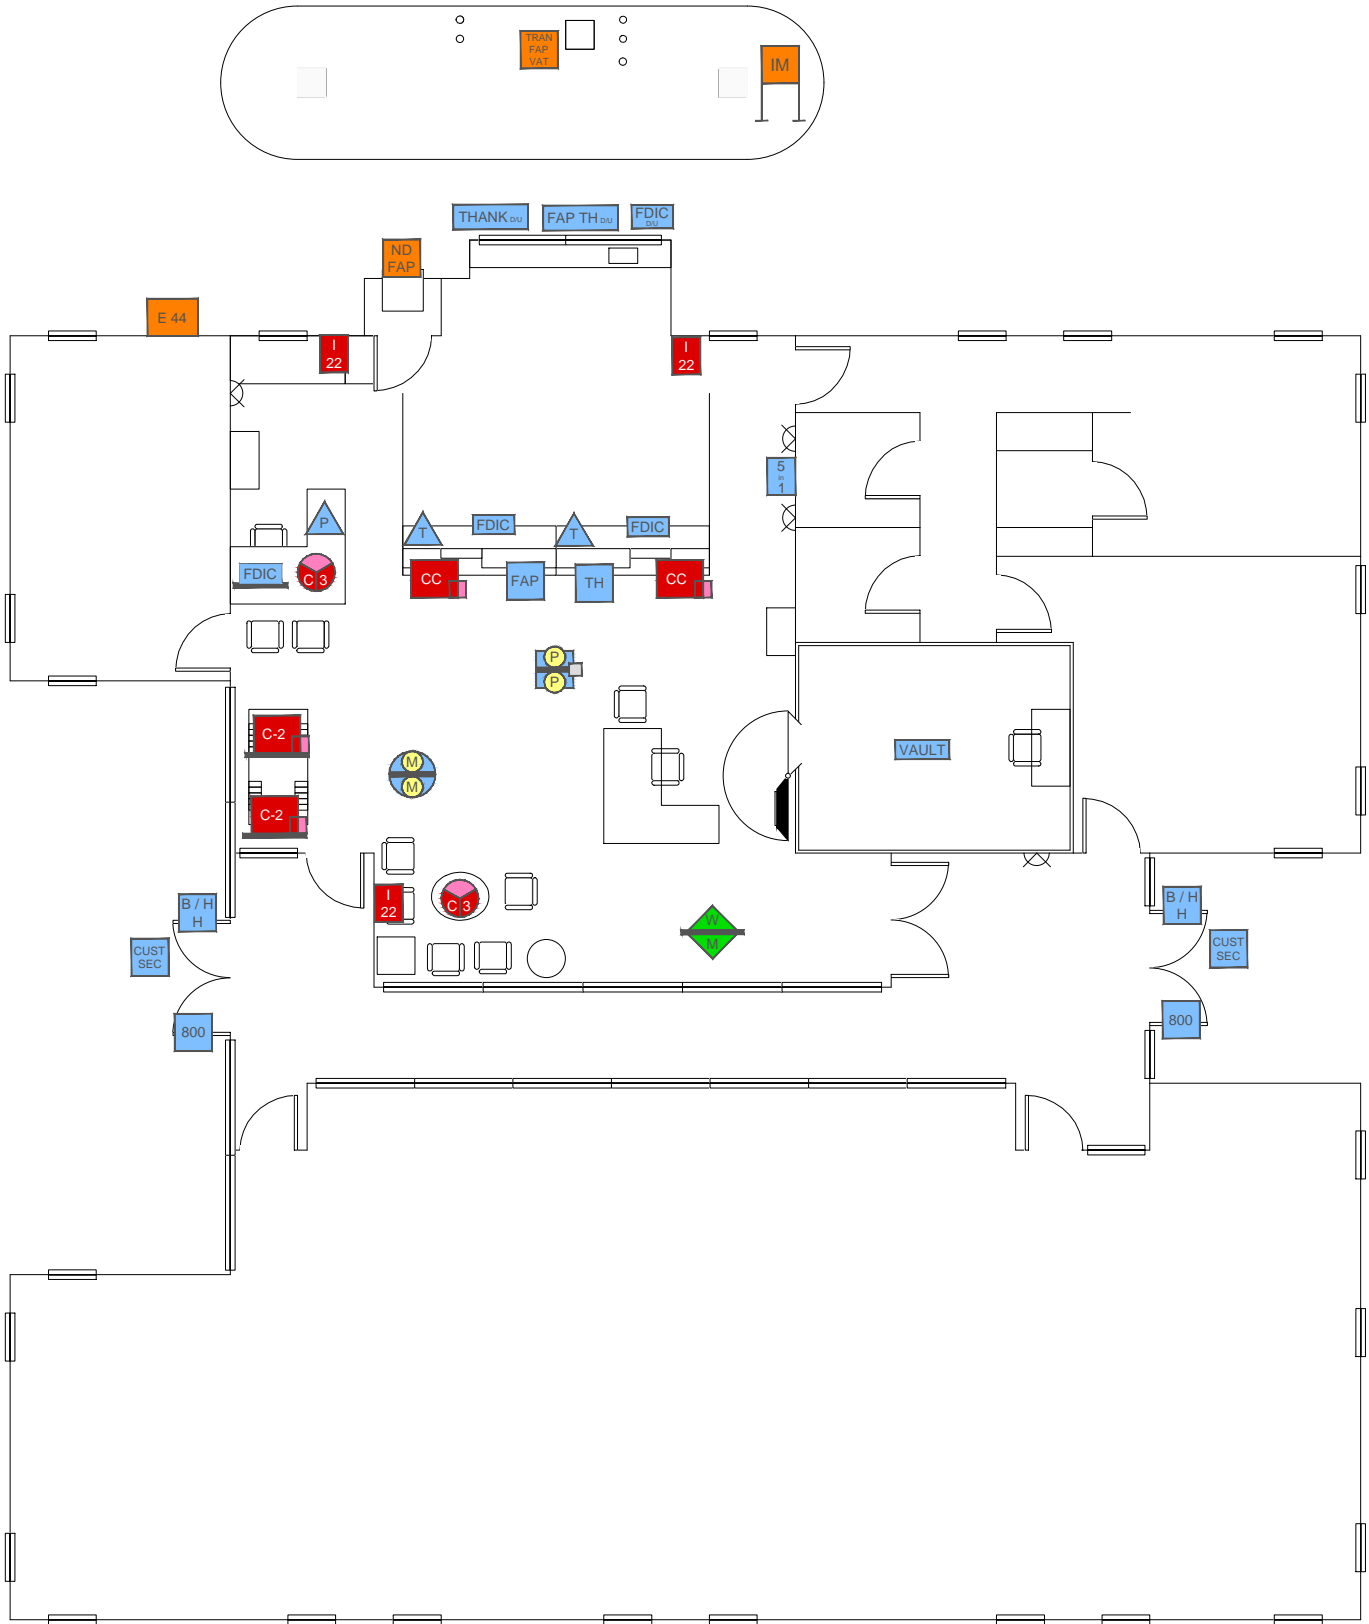 TRAN
FAP
VAT
IM
THANK D/U
FAP TH D/U
FDIC
D/U
ND
FAP
E 44
I
22
I
22
5
in
1
P
T
FDIC
T
FDIC
FDIC
C 3
CC
FAP
TH
CC
P
P
C-2
M
M
VAULT
C-2
I
22
C 3
B / H
H
W
M
B / H
H
CUST
SEC
CUST
SEC
800
800